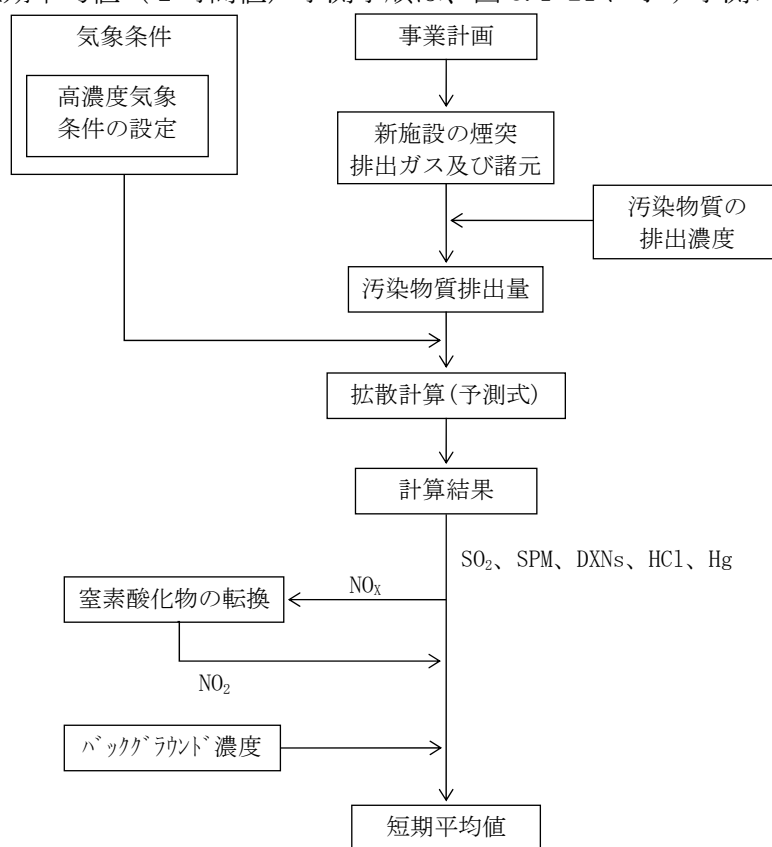 気象条件
事業計画
高濃度気象
条件の設定
新施設の煙突
排出ガス及び諸元
汚染物質の
排出濃度
汚染物質排出量
拡散計算(予測式)
計算結果
SO₂、SPM、DXNs、HCl、Hg
NOₓ
窒素酸化物の転換
NO₂
ﾊﾞｯｸｸﾞﾗｳﾝﾄﾞ濃度
短期平均値